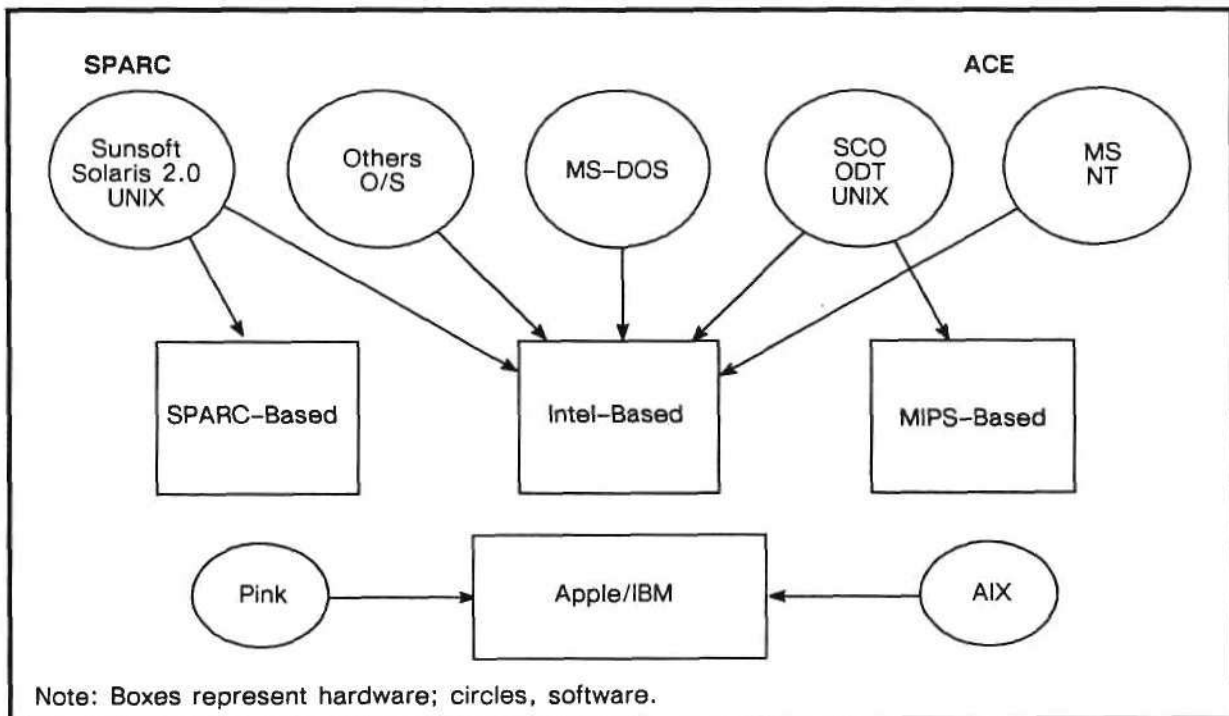 SPARC
ACE
Sunsoft
Solaris 2.0
UNIX
Others
O/S
MS-DOS
SCO
ODT
UNIX
MS
NT
SPARC-Based
Intel-Based
MIPS-Based
Pink
Apple/IBM
AIX
Note: Boxes represent hardware; circles, software.